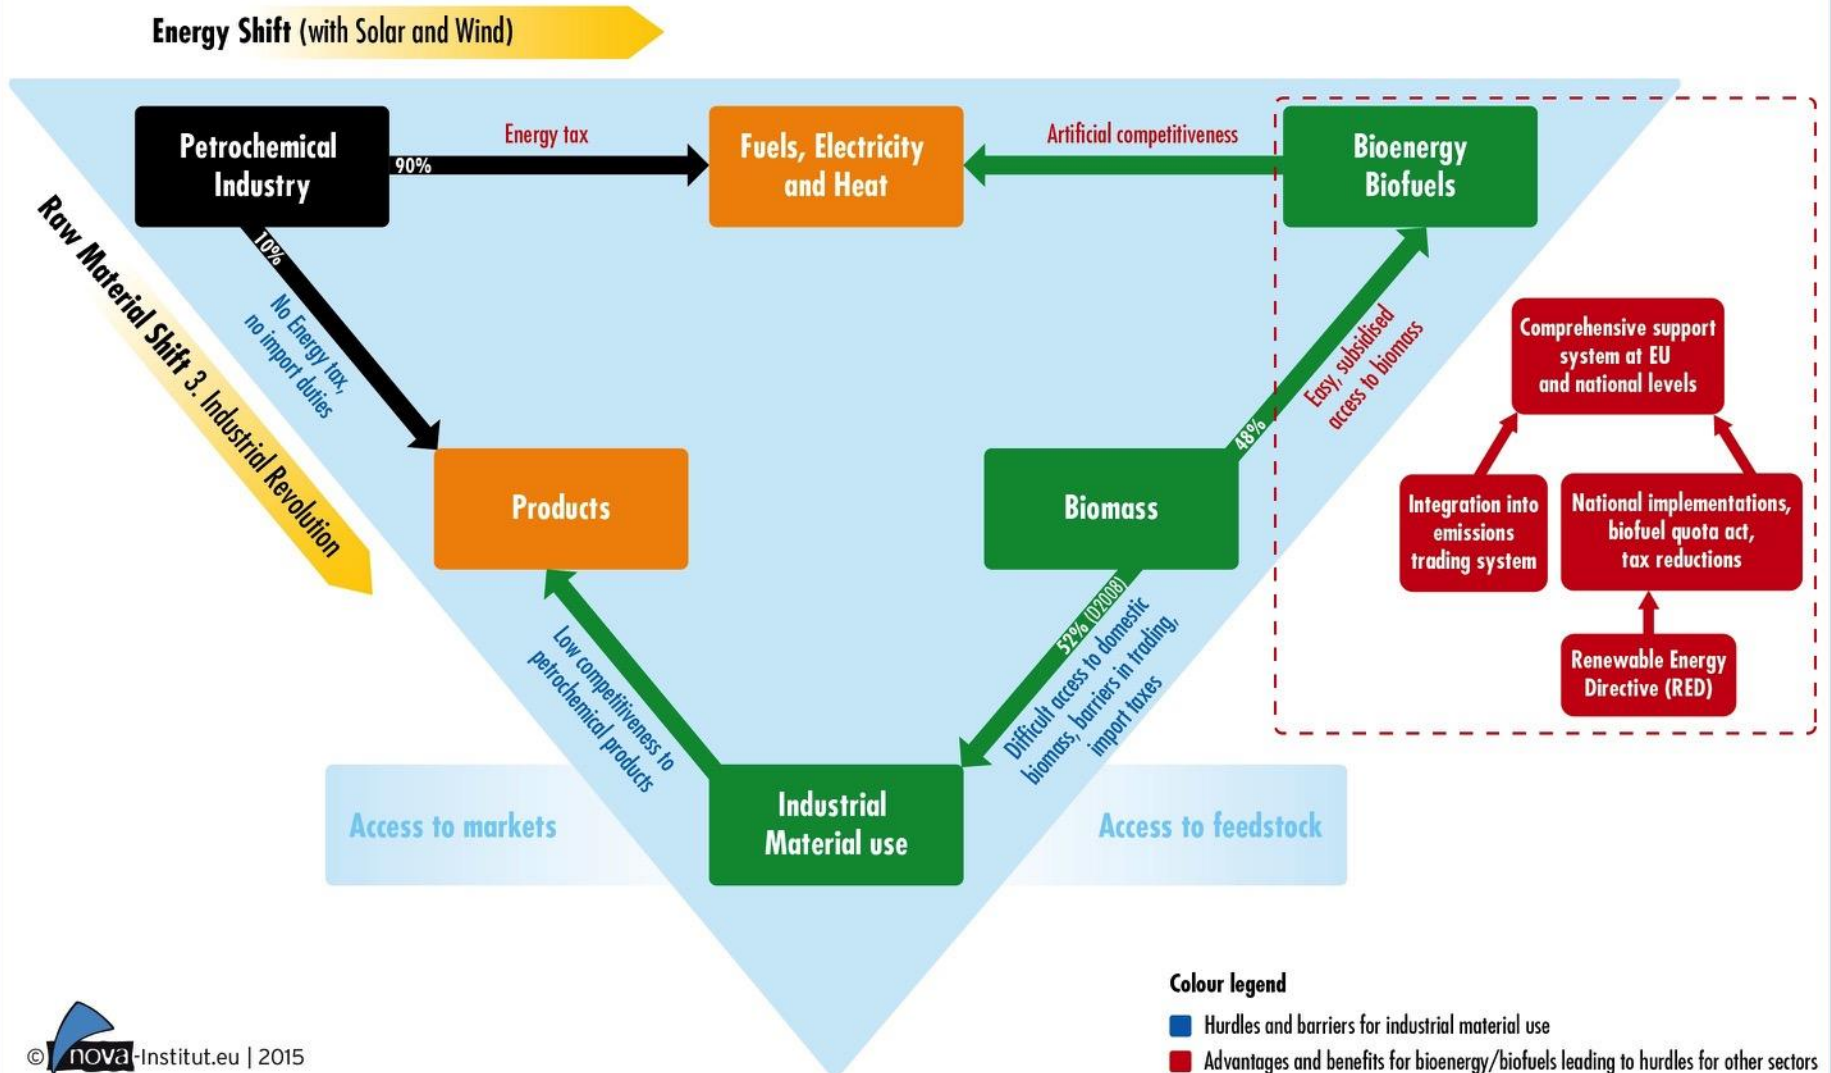 Energy Shift (with Solar and Wind)
Petrochemical
Industry
90%
Energy tax
Fuels, Electricity
and Heat
Artificial competitiveness
Bioenergy
Biofuels
Raw Material Shift 3. Industrial Revolution
10%
No Energy tax,
no import duties
Easy, subsidised
access to biomass
48%
Comprehensive support
system at EU
and national levels
Integration into
emissions
trading system
National implementations,
biofuel quota act,
tax reductions
Renewable Energy
Directive (RED)
Products
Biomass
52% (D2008)
Difficult access to domestic
biomass, barriers in trading,
import taxes
Low competitiveness to
petrochemical products
Access to markets
Industrial
Material use
Access to feedstock
Colour legend
Hurdles and barriers for industrial material use
Advantages and benefits for bioenergy/biofuels leading to hurdles for other sectors
© nova-Institut.eu | 2015